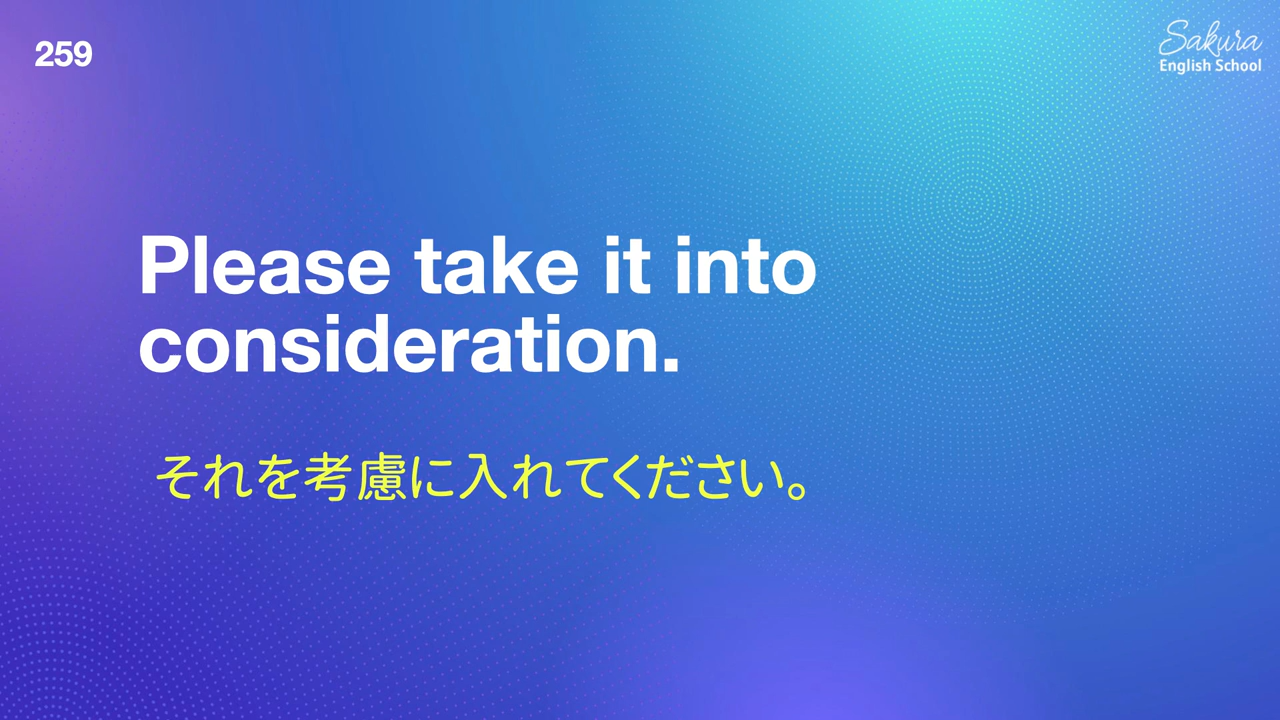 259
Sakura
English School
Please take it into
consideration.
それを考慮に入れてください。